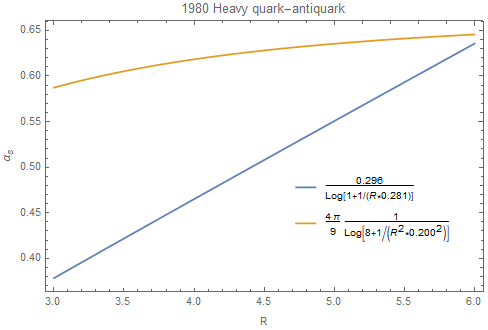 1980 Heavy quark-antiquark
0.65
0.60
0.55
0.50
0.45
0.40
α_s
0.296
Log[1+1/(R*0.281)]
4 π
9
1
Log[8+1/(R²*0.200²)]
3.0 3.5 4.0 4.5 5.0 5.5 6.0
R